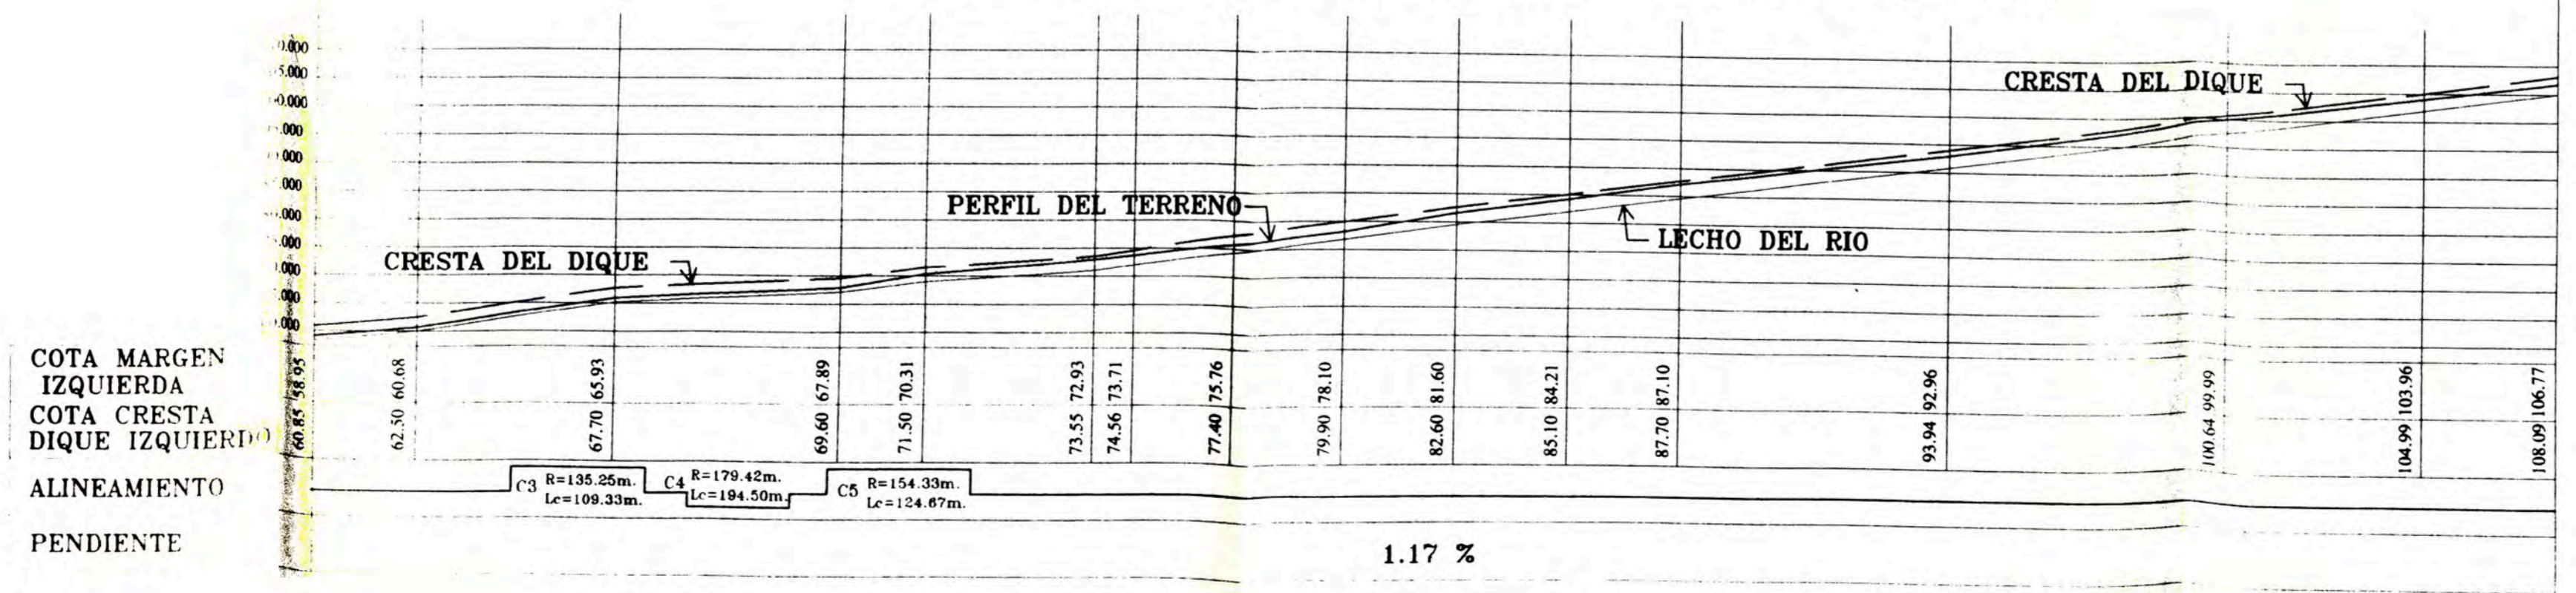 CRESTA DEL DIQUE
PERFIL DEL TERRENO
LECHO DEL RIO
CRESTA DEL DIQUE
COTA MARGEN
IZQUIERDA
58.95 60.68 65.93 67.89 70.31 72.93 73.71 75.76 78.10 81.60 84.21 87.10 92.96 99.99 103.96 106.77
COTA CRESTA
DIQUE IZQUIERDO
60.85 62.50 67.70 69.60 71.50 73.55 74.56 77.40 79.90 82.60 85.10 87.70 93.94 100.64 104.99 108.09
ALINEAMIENTO
C3 R=135.25m.
Lc=109.33m.
C4 R=179.42m.
Lc=194.50m.
C5 R=154.33m.
Lc=124.67m.
PENDIENTE
1.17 %